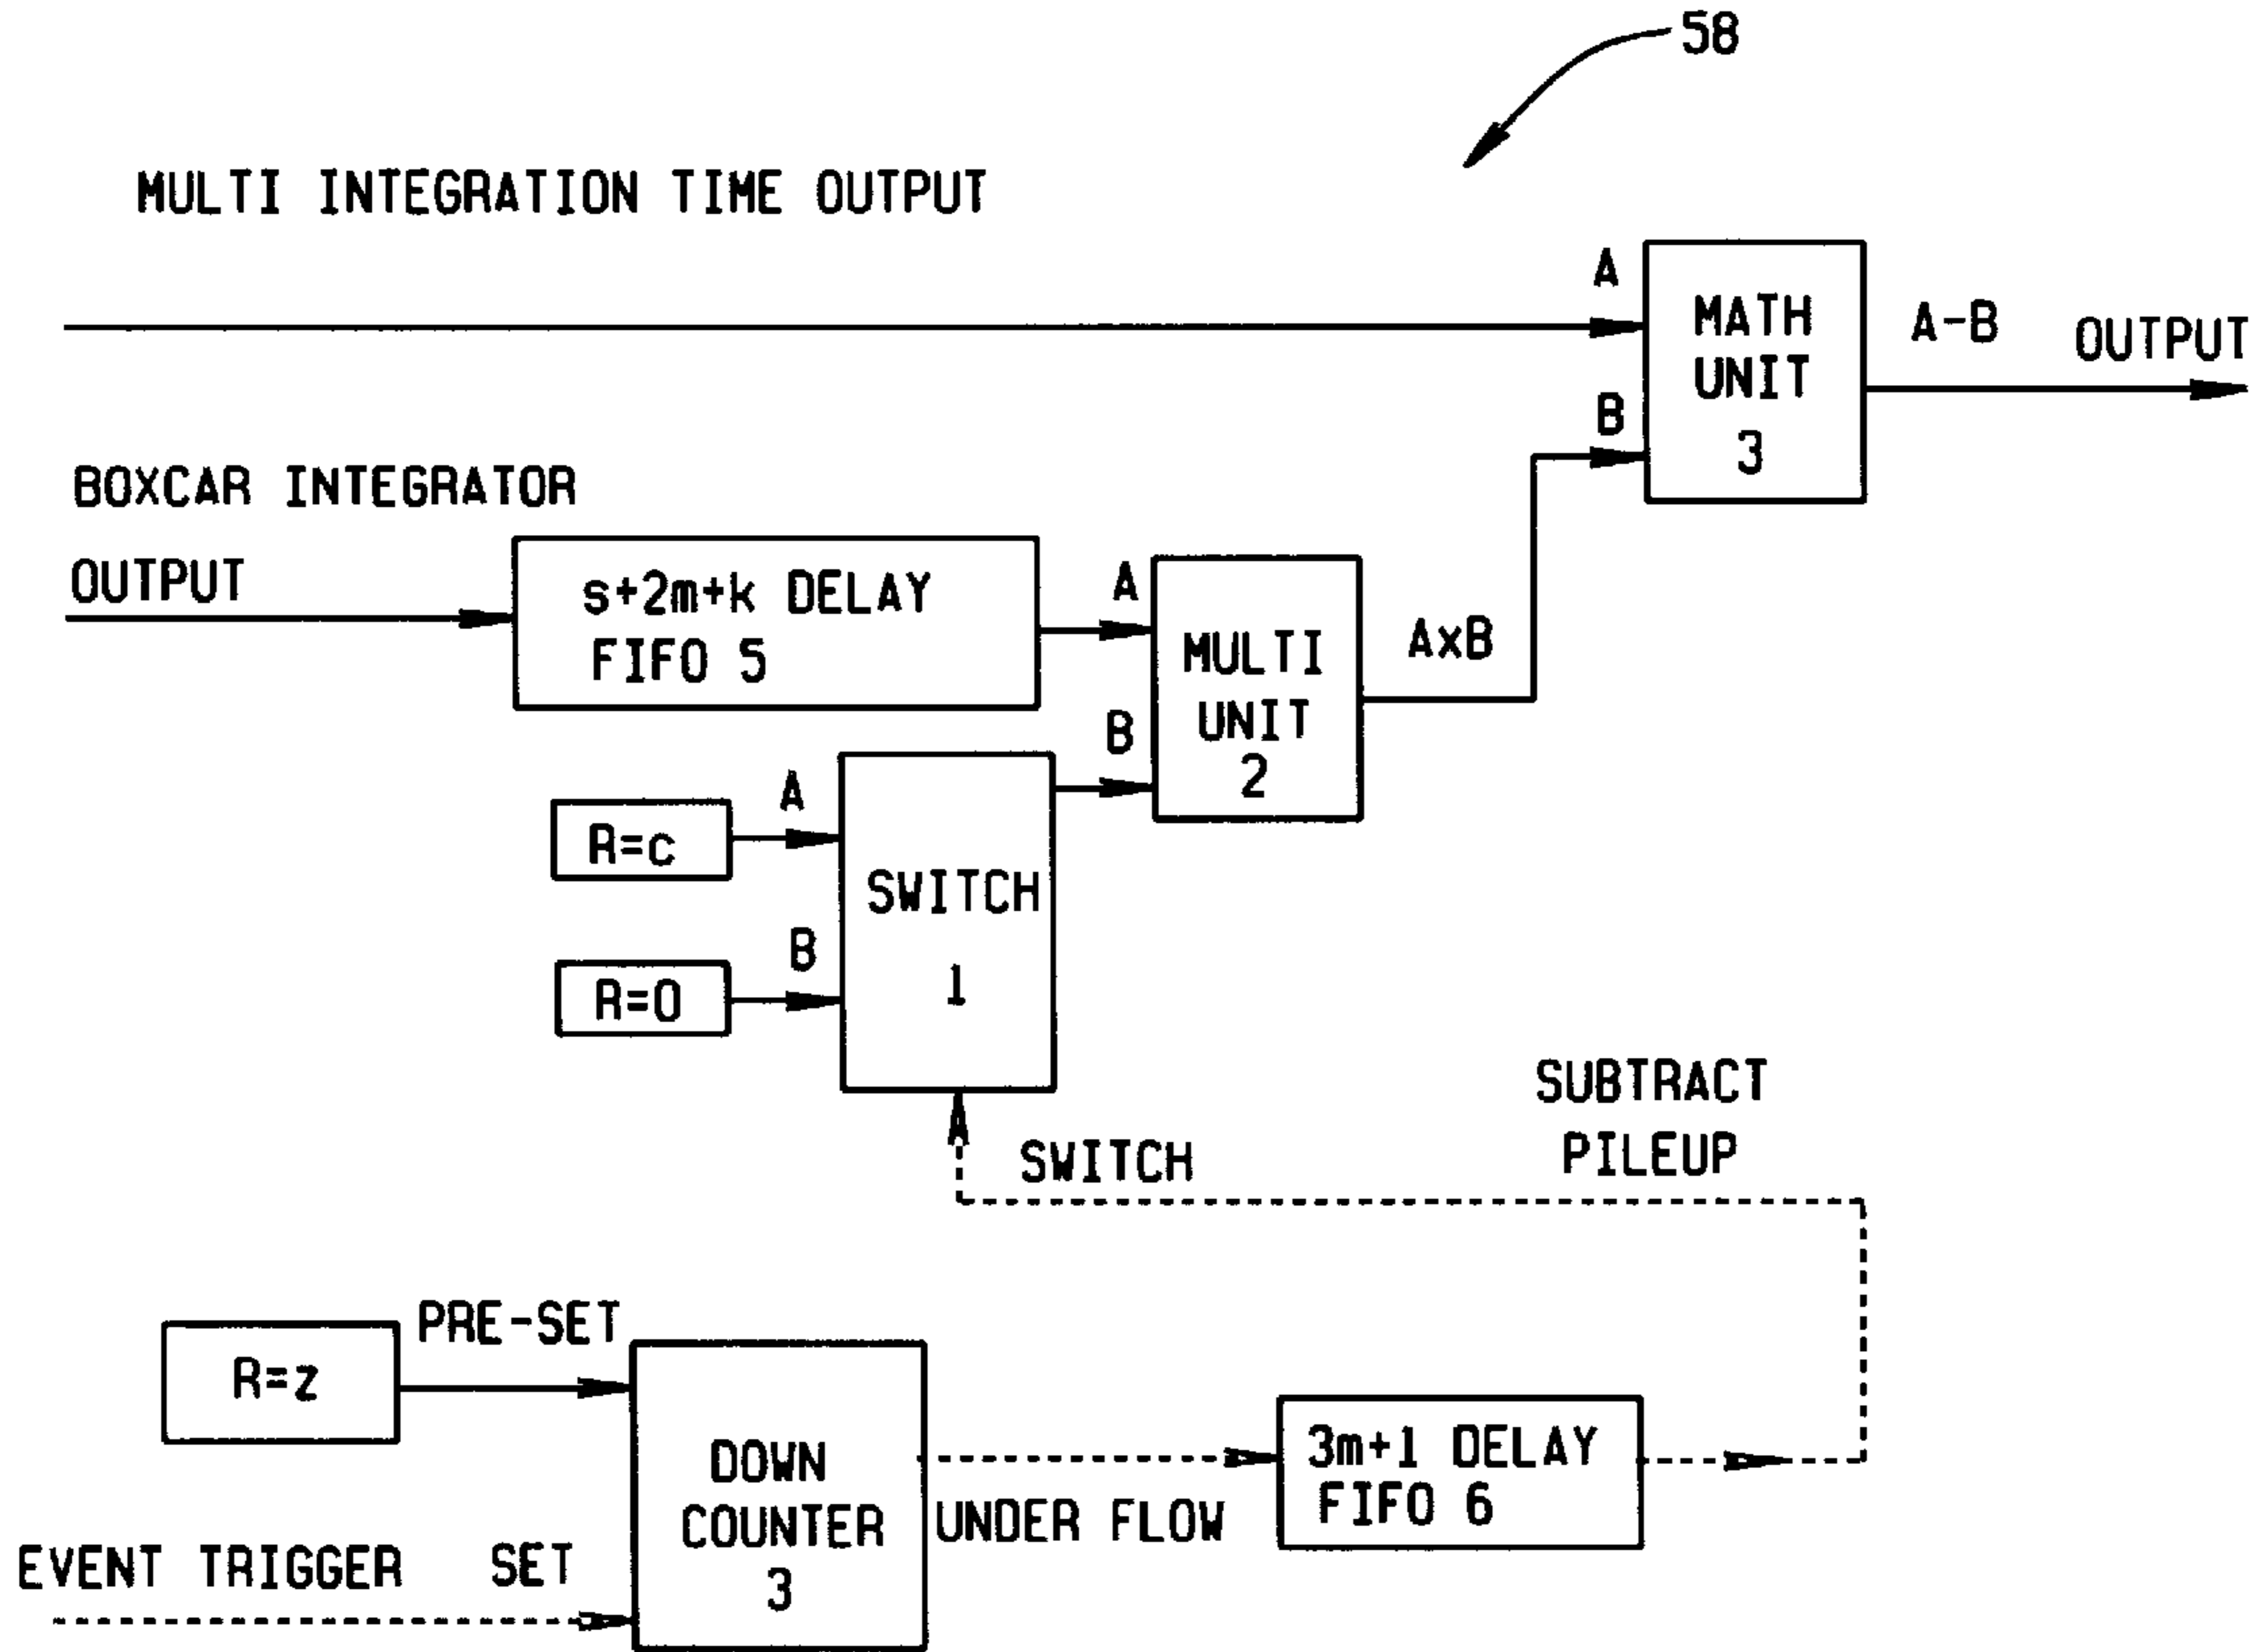 58
MULTI INTEGRATION TIME OUTPUT
A
MATH
UNIT
3
A-B
OUTPUT
B
BOXCAR INTEGRATOR
OUTPUT
s+2m+k DELAY
FIFO 5
A
MULTI
UNIT
2
AxB
B
R=c
A
SWITCH
1
R=0
B
SUBTRACT
PILEUP
SWITCH
R=z
PRE-SET
DOWN
COUNTER
3
UNDER FLOW
3m+1 DELAY
FIFO 6
EVENT TRIGGER SET